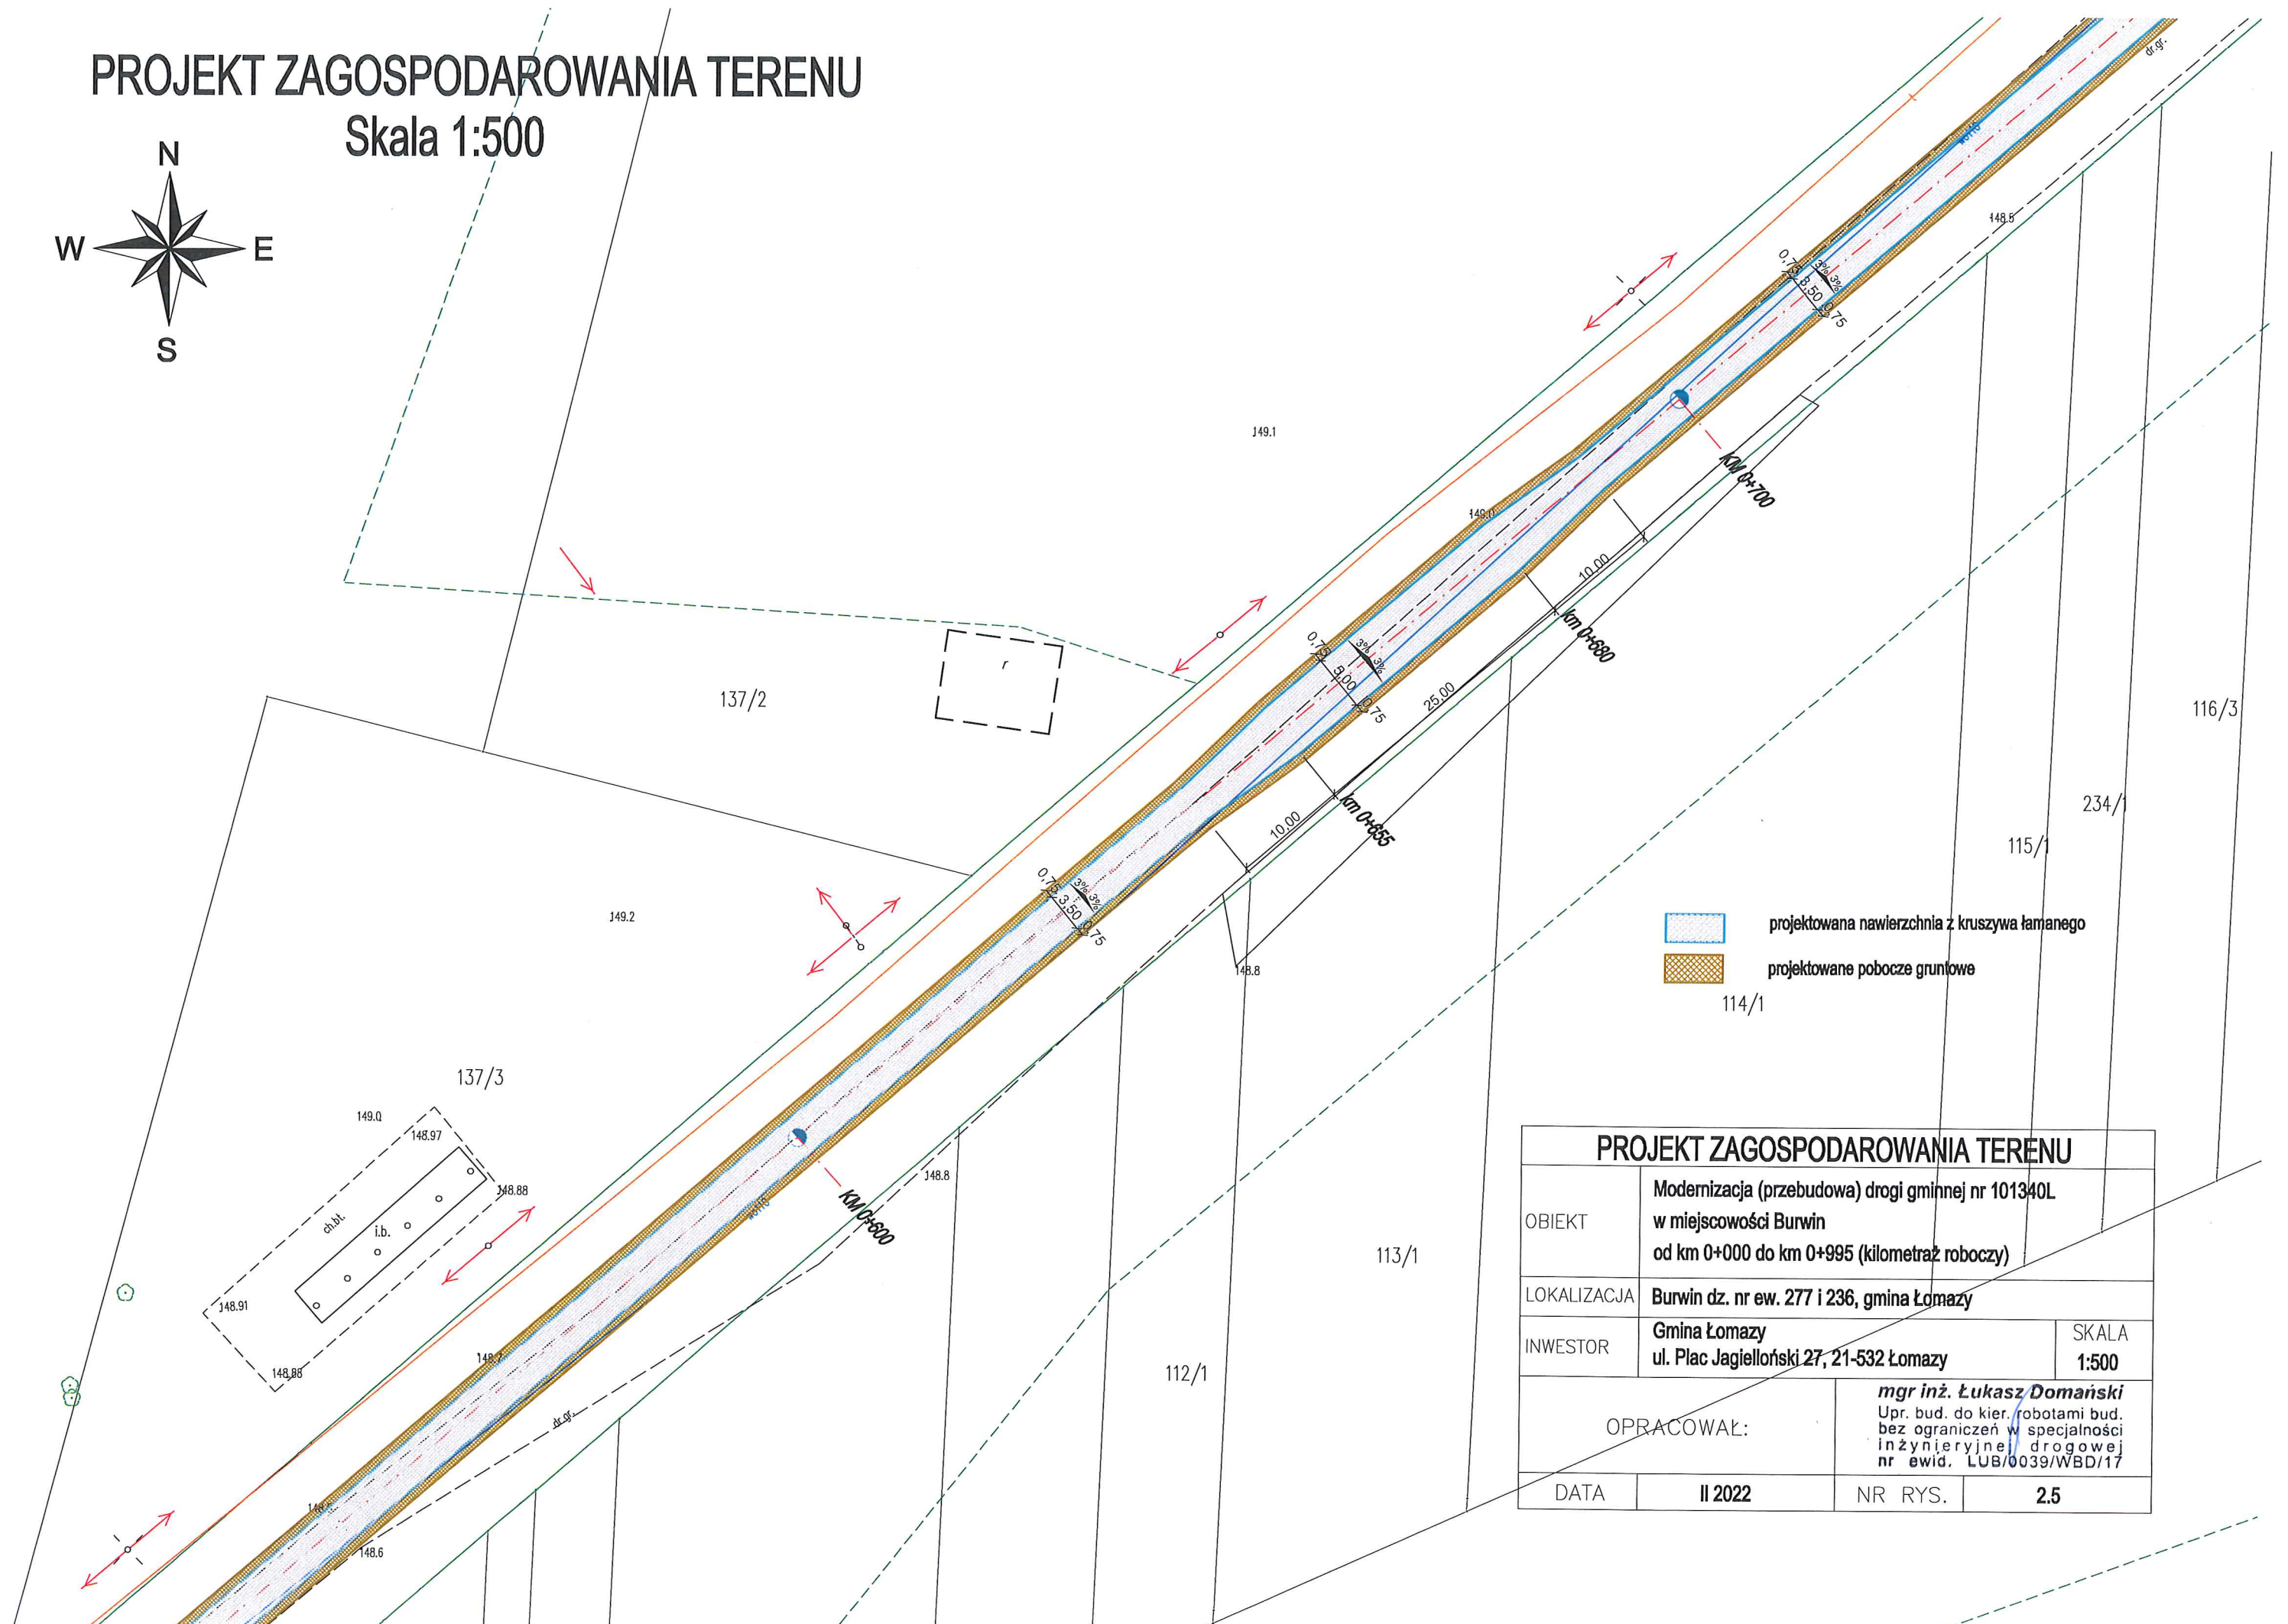 PROJEKT ZAGOSPODAROWANIA TERENU
Skala 1:500
N
W
E
S
dr.gr.
wo110
148.5
0,75
3,50
0,75
3%
3%
149.1
KM 0+700
149.0
10.00
km 0+680
0,75
5,00
0,75
3%
3%
r
137/2
25.00
116/3
234/1
115/1
km 0+655
10.00
0,75
3,50
0,75
3%
3%
149.2
148.8
projektowana nawierzchnia z kruszywa łamanego
projektowane pobocze gruntowe
114/1
137/3
149.0
148.97
148.88
ch.bt.
i.b.
148.91
148.88
148.8
wo110
KM 0+600
113/1
112/1
148.7
dr.gr.
148.6
PROJEKT ZAGOSPODAROWANIA TERENU
OBIEKT
Modernizacja (przebudowa) drogi gminnej nr 101340L
w miejscowości Burwin
od km 0+000 do km 0+995 (kilometraż roboczy)
LOKALIZACJA
Burwin dz. nr ew. 277 i 236, gmina Łomazy
INWESTOR
Gmina Łomazy
ul. Plac Jagielloński 27, 21-532 Łomazy
SKALA
1:500
OPRACOWAŁ:
mgr inż. Łukasz Domański
Upr. bud. do kier. robotami bud.
bez ograniczeń w specjalności
inżynieryjnej drogowej
nr ewid. LUB/0039/WBD/17
DATA
II 2022
NR RYS.
2.5